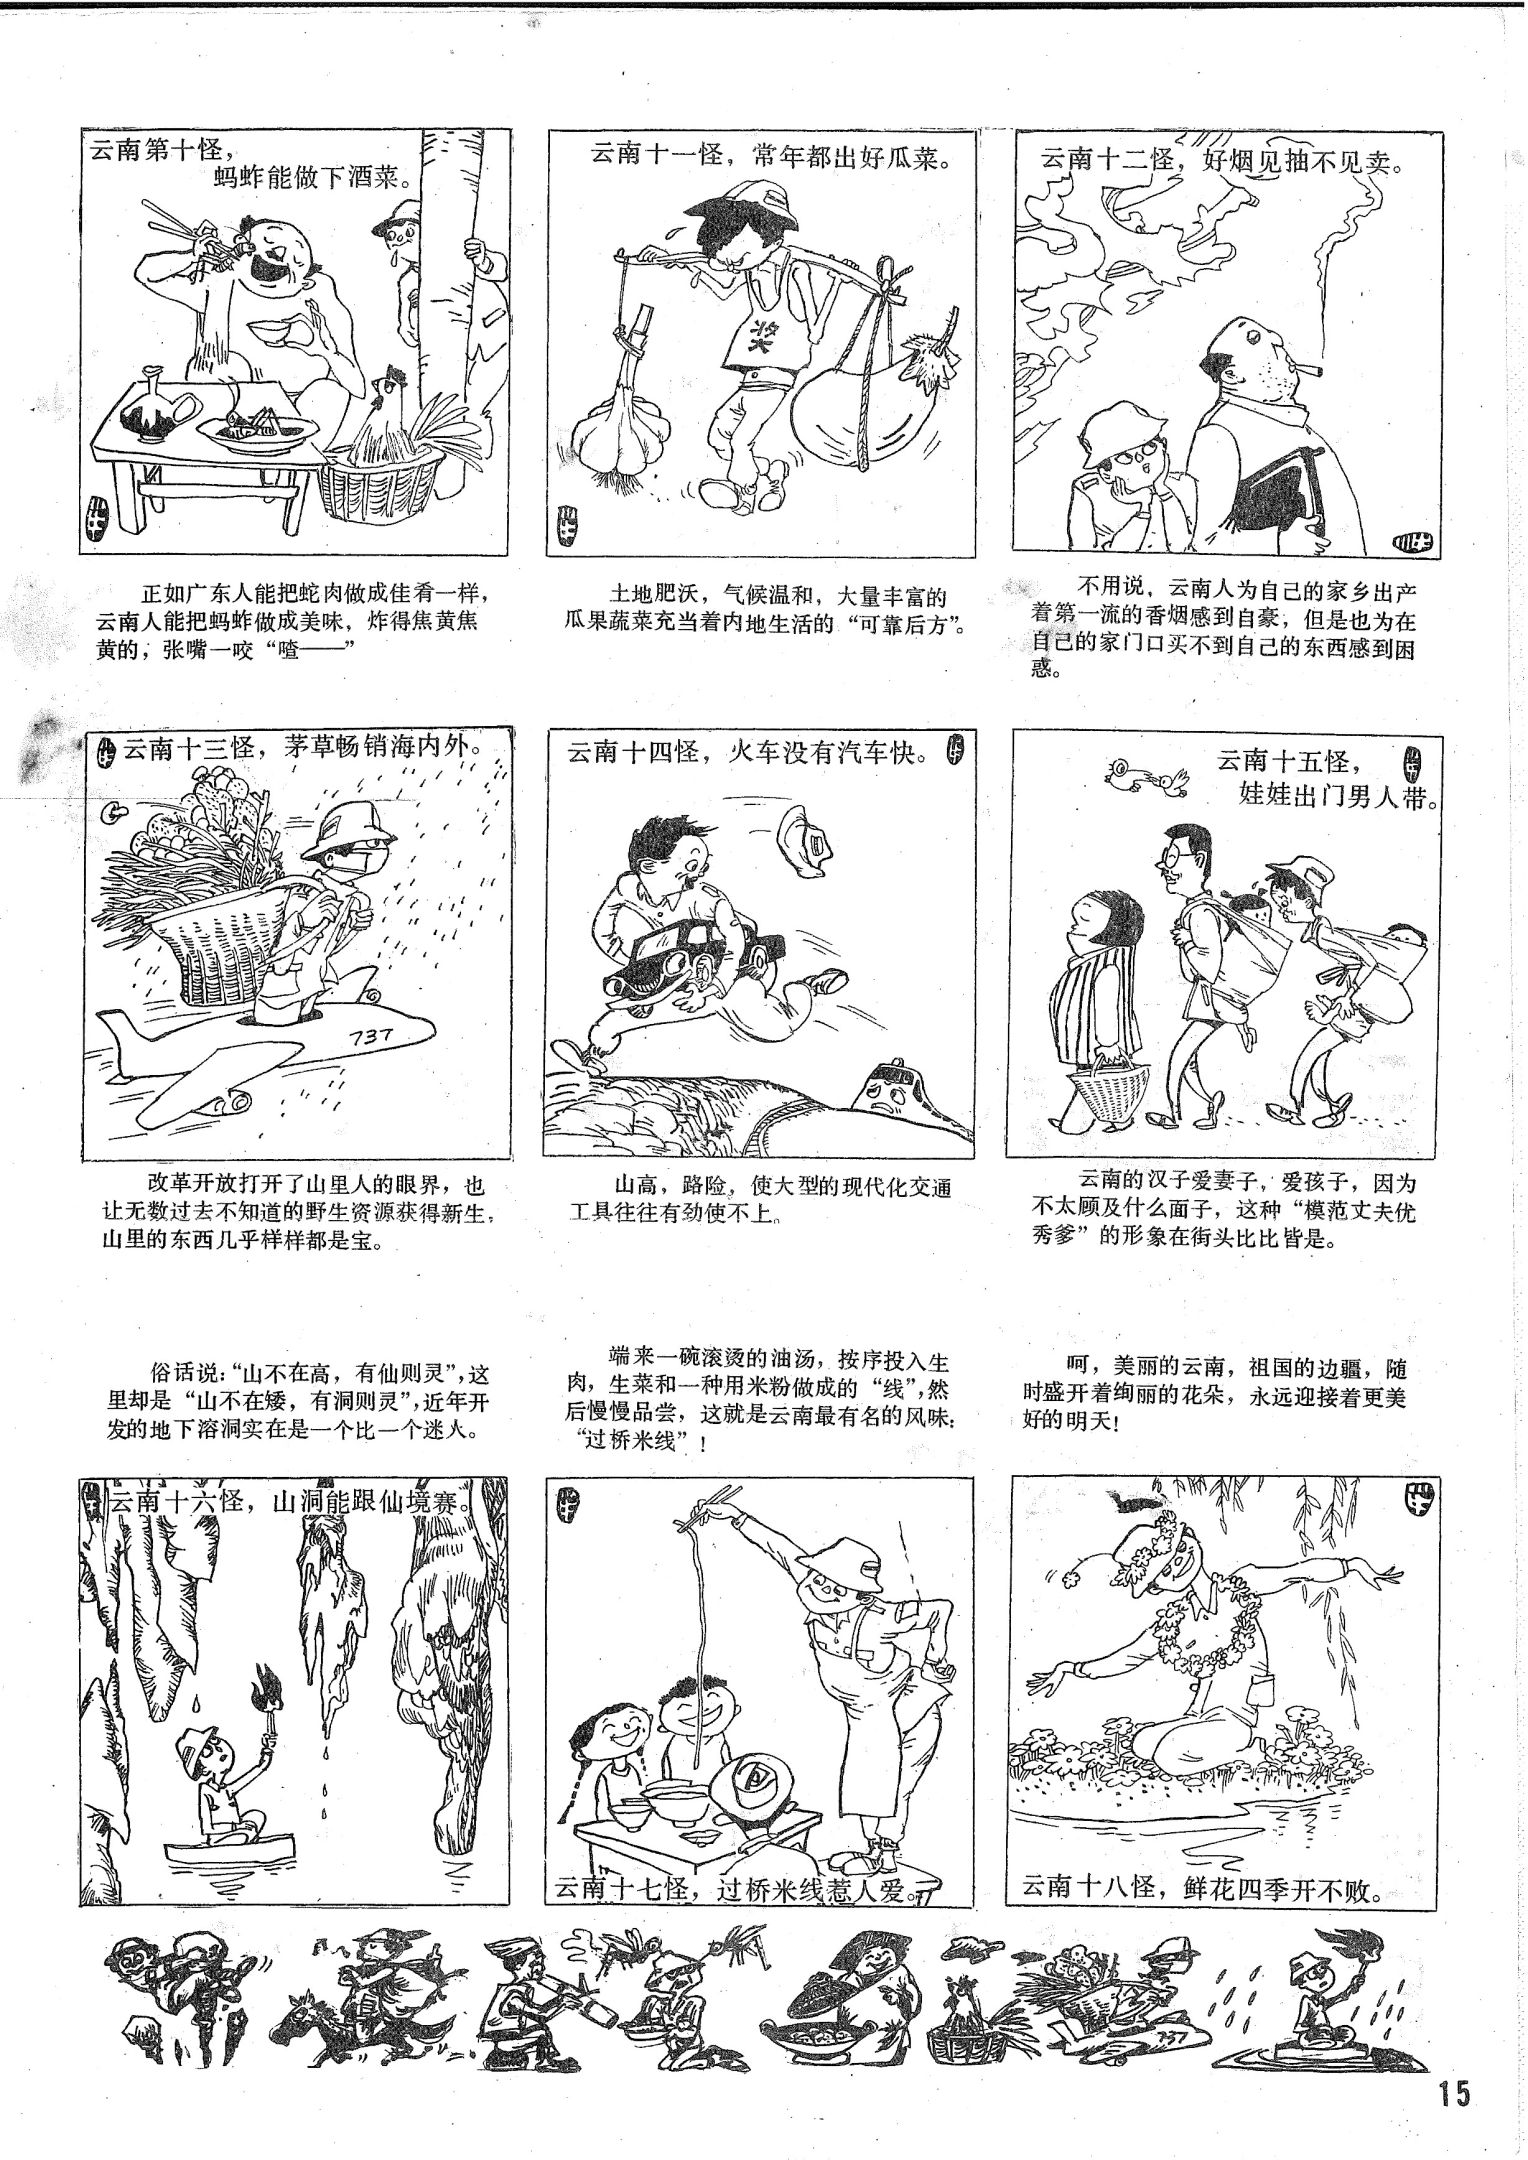 云南第十怪，
蚂蚱能做下酒菜。
正如广东人能把蛇肉做成佳肴一样，
云南人能把蚂蚱做成美味，炸得焦黄焦
黄的，张嘴一咬“喳——”
云南十一怪，常年都出好瓜菜。
奖
土地肥沃，气候温和，大量丰富的
瓜果蔬菜充当着内地生活的“可靠后方”。
云南十二怪，好烟见抽不见卖。
不用说，云南人为自己的家乡出产
着第一流的香烟感到自豪，但是也为在
自己的家门口买不到自己的东西感到困
惑。
云南十三怪，茅草畅销海内外。
737
改革开放打开了山里人的眼界，也
让无数过去不知道的野生资源获得新生，
山里的东西几乎样样都是宝。
云南十四怪，火车没有汽车快。
山高，路险，使大型的现代化交通
工具往往有劲使不上。
云南十五怪，
娃娃出门男人带。
云南的汉子爱妻子，爱孩子，因为
不太顾及什么面子，这种“模范丈夫优
秀爹”的形象在街头比比皆是。
俗话说：“山不在高，有仙则灵”，这
里却是“山不在矮，有洞则灵”，近年开
发的地下溶洞实在是一个比一个迷人。
云南十六怪，山洞能跟仙境赛。
端来一碗滚烫的油汤，按序投入生
肉，生菜和一种用米粉做成的“线”，然
后慢慢品尝，这就是云南最有名的风味：
“过桥米线”！
云南十七怪，过桥米线惹人爱。
呵，美丽的云南，祖国的边疆，随
时盛开着绚丽的花朵，永远迎接着更美
好的明天！
云南十八怪，鲜花四季开不败。
737
15